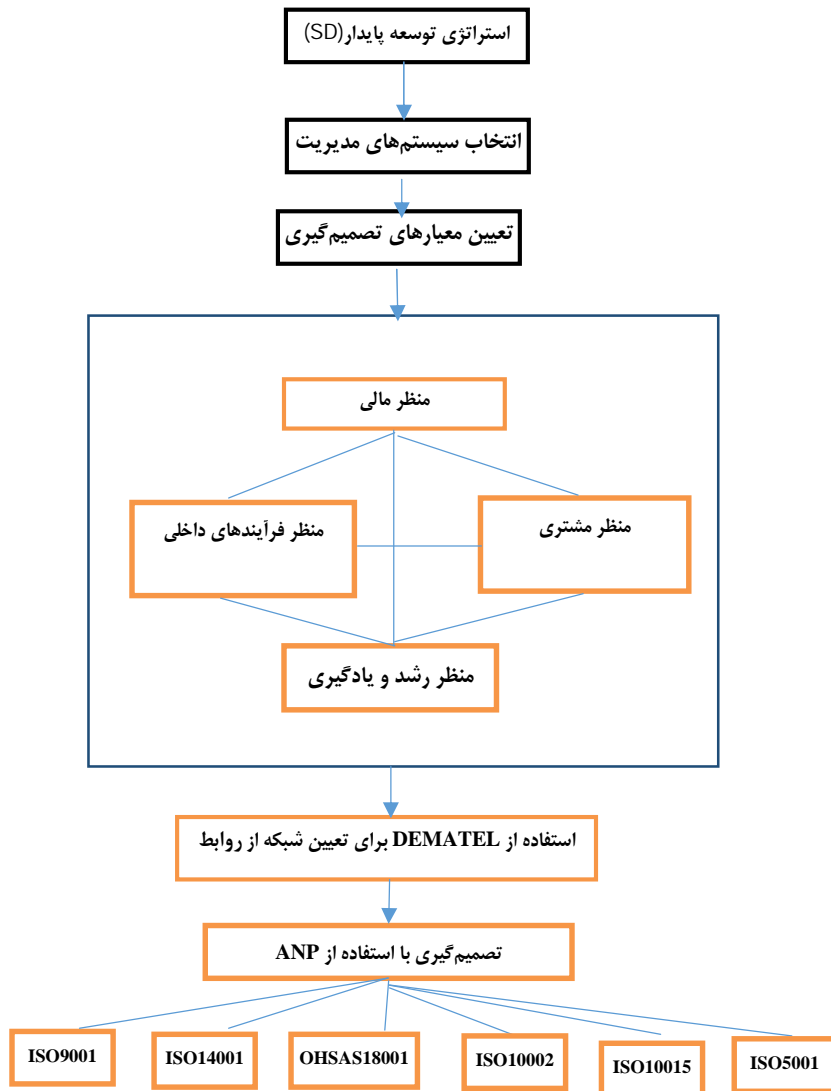 استراتژی توسعه پایدار(SD)
انتخاب سیستم‌های مدیریت
تعیین معیارهای تصمیم‌گیری
منظر مالی
منظر مشتری
منظر فرآیندهای داخلی
منظر رشد و یادگیری
استفاده از DEMATEL برای تعیین شبکه از روابط
تصمیم‌گیری با استفاده از ANP
ISO9001
ISO14001
OHSAS18001
ISO10002
ISO10015
ISO5001